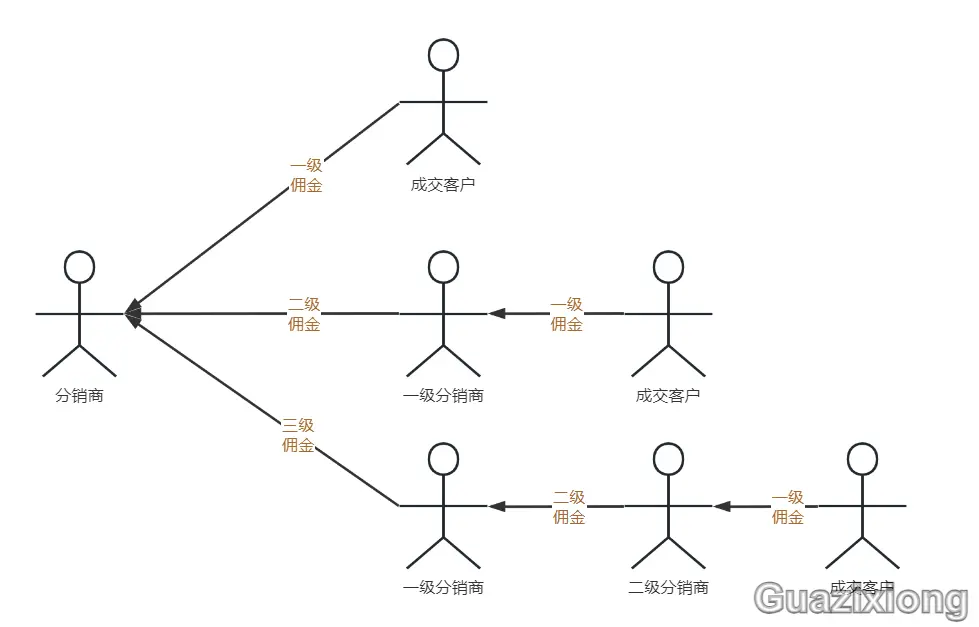 成交客户
一级
佣金
分销商
二级
佣金
一级分销商
一级
佣金
成交客户
三级
佣金
一级分销商
二级
佣金
二级分销商
一级
佣金
成交客户
Guazixiong